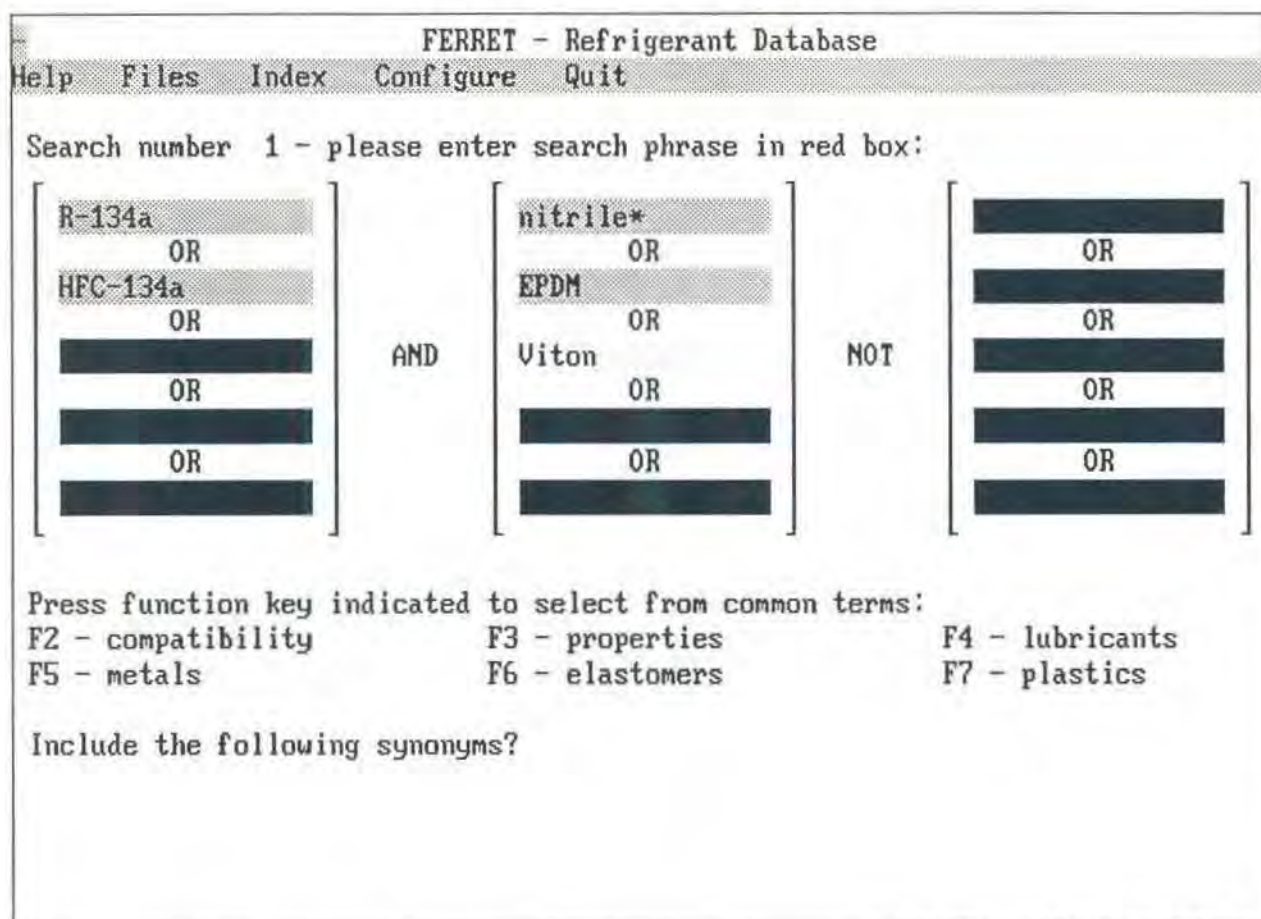 FERRET - Refrigerant Database
Help Files Index Configure Quit
Search number 1 - please enter search phrase in red box:
R-134a nitrile*
OR OR OR
HFC-134a EPDM
OR OR OR
AND Viton NOT
OR OR OR
OR OR OR
Press function key indicated to select from common terms:
F2 - compatibility F3 - properties F4 - lubricants
F5 - metals F6 - elastomers F7 - plastics
Include the following synonyms?